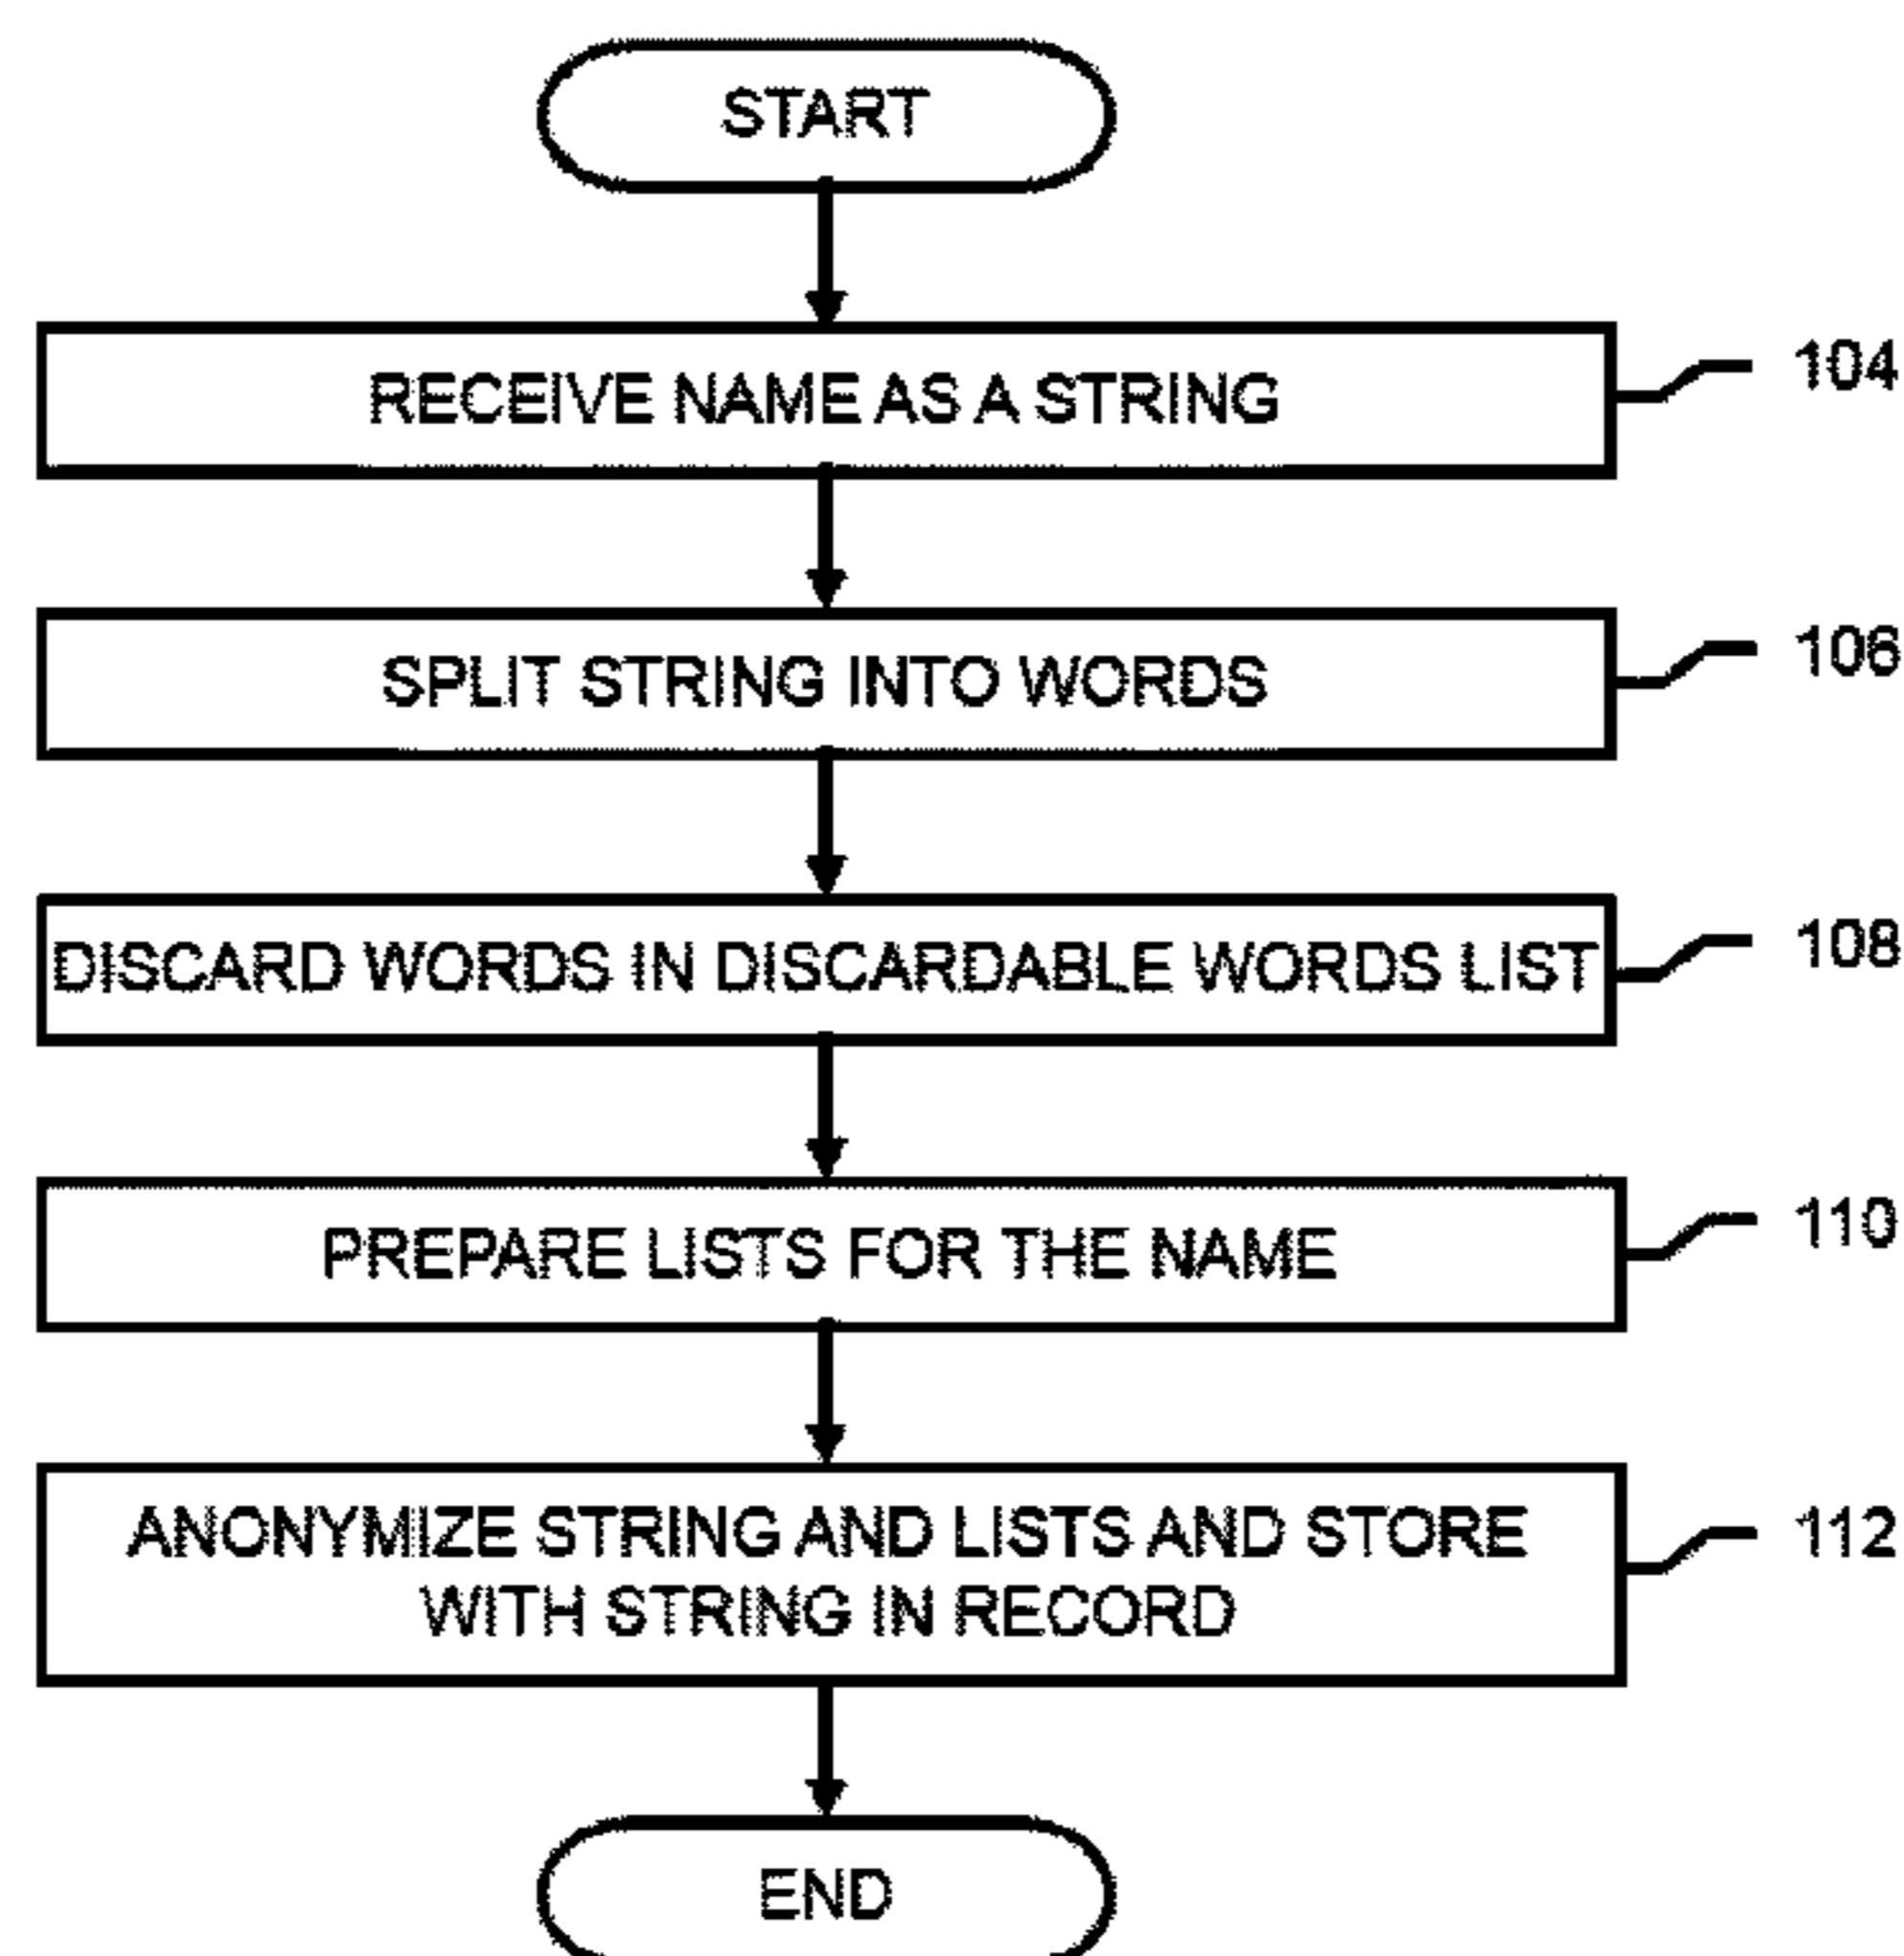 START
RECEIVE NAME AS A STRING
104
SPLIT STRING INTO WORDS
106
DISCARD WORDS IN DISCARDABLE WORDS LIST
108
PREPARE LISTS FOR THE NAME
110
ANONYMIZE STRING AND LISTS AND STORE
WITH STRING IN RECORD
112
END